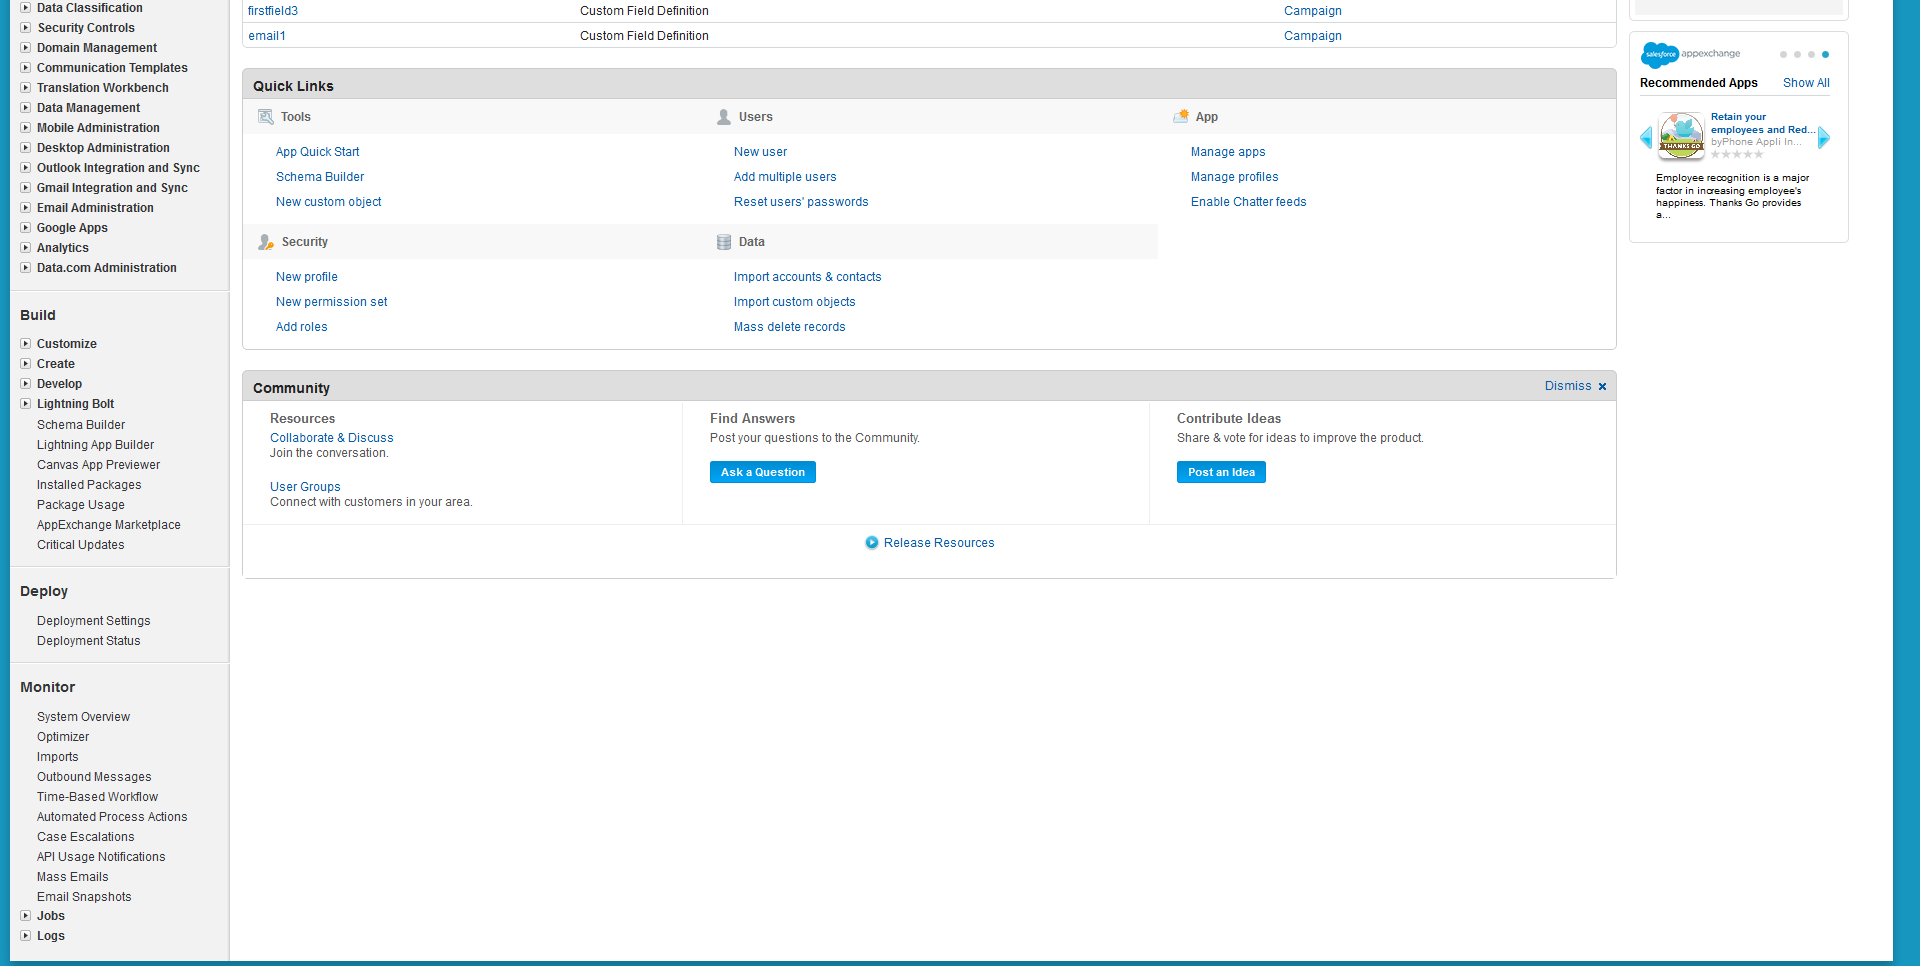 Data Classification
Security Controls
Domain Management
Communication Templates
Translation Workbench
Data Management
Mobile Administration
Desktop Administration
Outlook Integration and Sync
Gmail Integration and Sync
Email Administration
Google Apps
Analytics
Data.com Administration
Build
Customize
Create
Develop
Lightning Bolt
Schema Builder
Lightning App Builder
Canvas App Previewer
Installed Packages
Package Usage
AppExchange Marketplace
Critical Updates
Deploy
Deployment Settings
Deployment Status
Monitor
System Overview
Optimizer
Imports
Outbound Messages
Time-Based Workflow
Automated Process Actions
Case Escalations
API Usage Notifications
Mass Emails
Email Snapshots
Jobs
Logs
firstfield3 Custom Field Definition Campaign
email1 Custom Field Definition Campaign
Quick Links
Tools
App Quick Start
Schema Builder
New custom object
Users
New user
Add multiple users
Reset users' passwords
App
Manage apps
Manage profiles
Enable Chatter feeds
Security
New profile
New permission set
Add roles
Data
Import accounts & contacts
Import custom objects
Mass delete records
Community
Dismiss
Resources
Collaborate & Discuss
Join the conversation.
User Groups
Connect with customers in your area.
Find Answers
Post your questions to the Community.
Ask a Question
Contribute Ideas
Share & vote for ideas to improve the product.
Post an Idea
Release Resources
salesforce appexchange
Recommended Apps Show All
THANKS GO
Retain your
employees and Red...
byPhone Appli In...
Employee recognition is a major
factor in increasing employee's
happiness. Thanks Go provides
a...